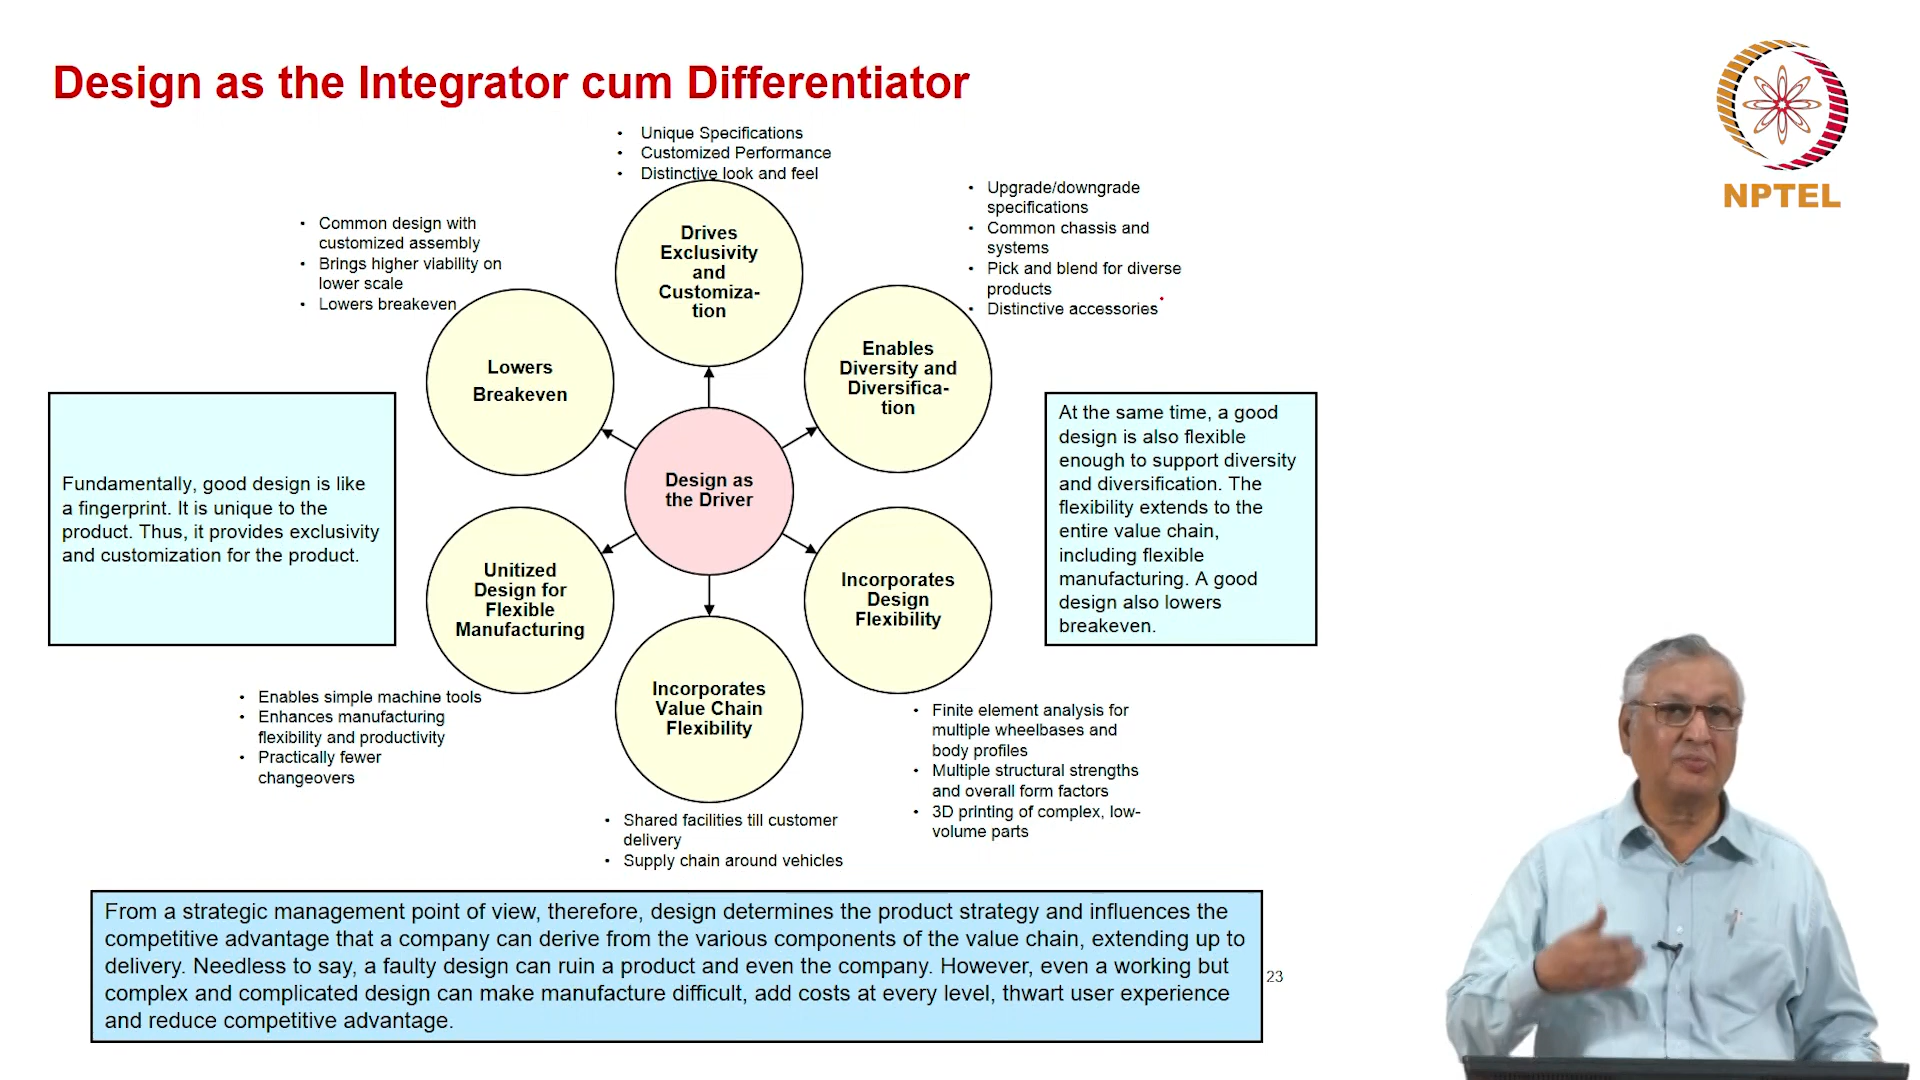 Design as the Integrator cum Differentiator
NPTEL
• Unique Specifications
• Customized Performance
• Distinctive look and feel
• Upgrade/downgrade
specifications
• Common chassis and
systems
• Pick and blend for diverse
products
• Distinctive accessories
• Common design with
customized assembly
• Brings higher viability on
lower scale
• Lowers breakeven
Drives
Exclusivity
and
Customiza-
tion
Enables
Diversity and
Diversifica-
tion
Lowers
Breakeven
Design as
the Driver
Fundamentally, good design is like
a fingerprint. It is unique to the
product. Thus, it provides exclusivity
and customization for the product.
At the same time, a good
design is also flexible
enough to support diversity
and diversification. The
flexibility extends to the
entire value chain,
including flexible
manufacturing. A good
design also lowers
breakeven.
Unitized
Design for
Flexible
Manufacturing
Incorporates
Design
Flexibility
Incorporates
Value Chain
Flexibility
• Enables simple machine tools
• Enhances manufacturing
flexibility and productivity
• Practically fewer
changeovers
• Finite element analysis for
multiple wheelbases and
body profiles
• Multiple structural strengths
and overall form factors
• 3D printing of complex, low-
volume parts
• Shared facilities till customer
delivery
• Supply chain around vehicles
From a strategic management point of view, therefore, design determines the product strategy and influences the
competitive advantage that a company can derive from the various components of the value chain, extending up to
delivery. Needless to say, a faulty design can ruin a product and even the company. However, even a working but
complex and complicated design can make manufacture difficult, add costs at every level, thwart user experience
and reduce competitive advantage.
23